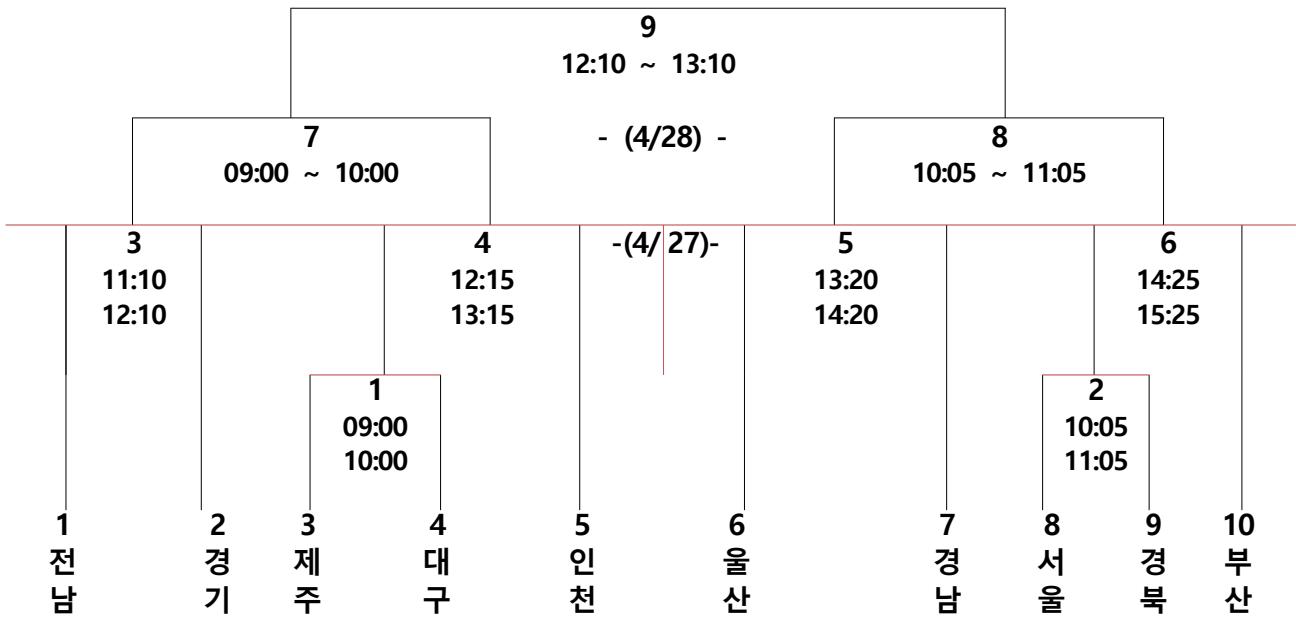 9
12:10 ~ 13:10
7 - (4/28) - 8
09:00 ~ 10:00 10:05 ~ 11:05
3 4 -(4/ 27)- 5 6
11:10 12:15 13:20 14:25
12:10 13:15 14:20 15:25
1 2
09:00 10:05
10:00 11:05
1 2 3 4 5 6 7 8 9 10
전 경 제 대 인 울 경 서 경 부
남 기 주 구 천 산 남 울 북 산